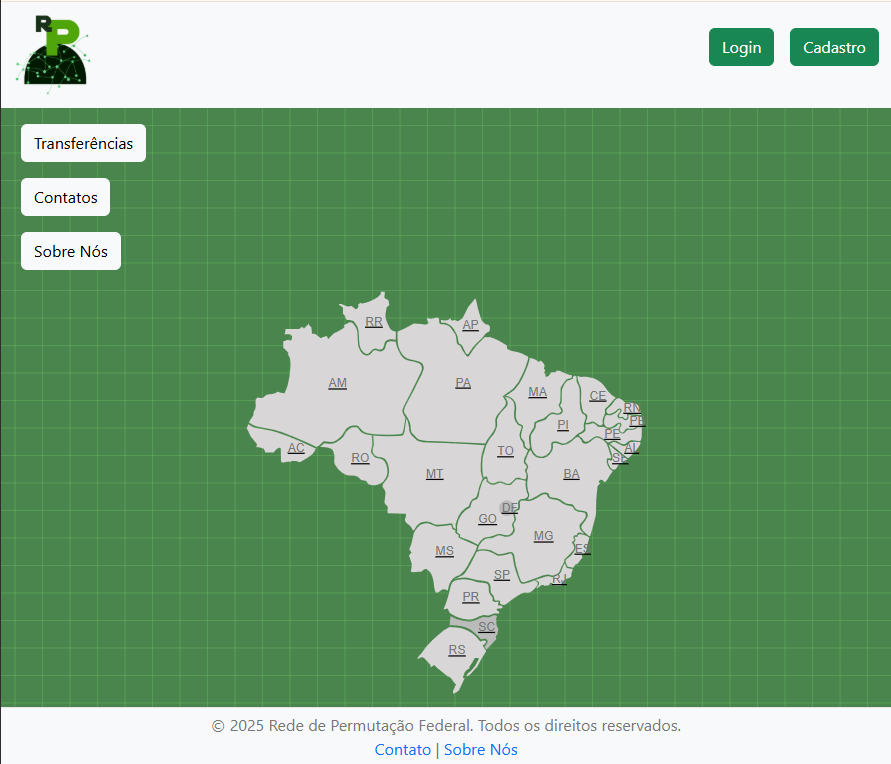 RP
Login
Cadastro
Transferências
Contatos
Sobre Nós
RR
AP
AM
PA
MA
CE
RN
PB
PI
PE
AC
RO
TO
AL
SE
MT
BA
DF
GO
MG
MS
ES
SP
RJ
PR
SC
RS
© 2025 Rede de Permutação Federal. Todos os direitos reservados.
Contato | Sobre Nós